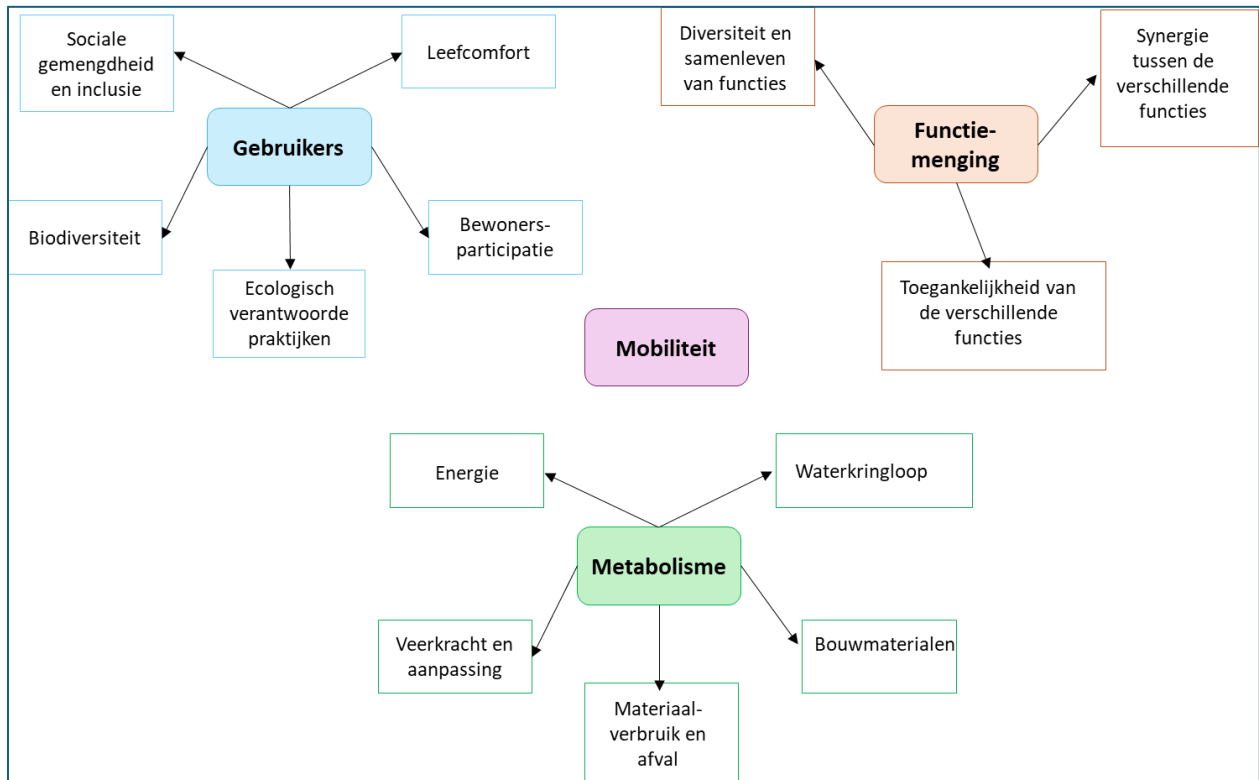 Sociale
gemengdheid
en inclusie
Leefcomfort
Gebruikers
Biodiversiteit
Ecologisch
verantwoorde
praktijken
Bewoners-
participatie
Diversiteit en
samenleven
van functies
Synergie
tussen de
verschillende
functies
Functie-
menging
Toegankelijkheid van
de verschillende
functies
Mobiliteit
Energie
Waterkringloop
Metabolisme
Veerkracht en
aanpassing
Materiaal-
verbruik en
afval
Bouwmaterialen